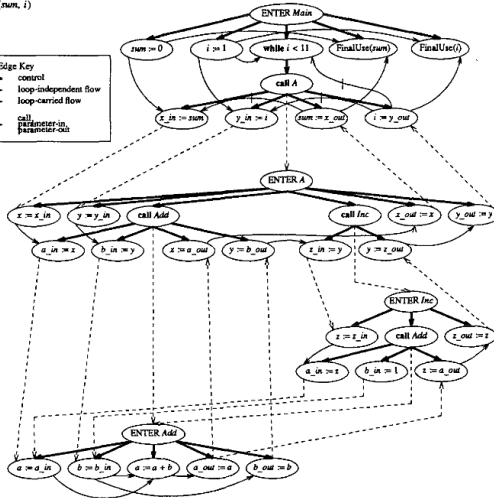 (sum, i)
ENTER Main
sum := 0
i := 1
while i < 11
FinalUse(sum)
FinalUse(i)
Edge Key
control
loop-independent flow
loop-carried flow
call,
parameter-in,
parameter-out
call A
x_in := sum
y_in := i
sum := x_out
i := y_out
ENTER A
x := x_in
y := y_in
call Add
call Inc
x_out := x
y_out := y
a_in := x
b_in := y
x := a_out
y := b_out
z_in := y
y := z_out
ENTER Inc
z := z_in
call Add
z_out := z
a_in := z
b_in := 1
z := a_out
ENTER Add
a := a_in
b := b_in
a := a + b
a_out := a
b_out := b